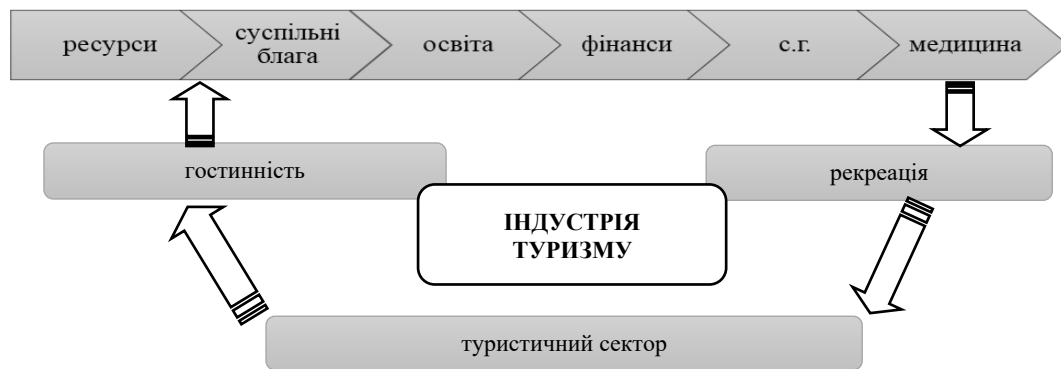 ресурси
суспільні
блага
освіта
фінанси
с.г.
медицина
гостинність
рекреація
ІНДУСТРІЯ
ТУРИЗМУ
туристичний сектор